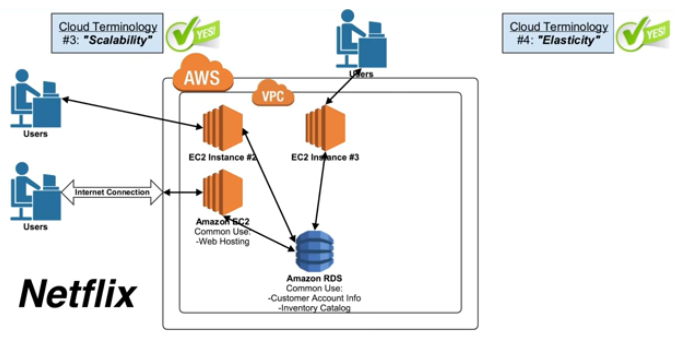 Cloud Terminology
#3: "Scalability"
YES!
Cloud Terminology
#4: "Elasticity"
YES!
Users
AWS
VPC
Users
EC2 Instance #2
EC2 Instance #3
Internet Connection
Users
Amazon EC2
Common Use:
-Web Hosting
Amazon RDS
Common Use:
-Customer Account Info
-Inventory Catalog
Netflix